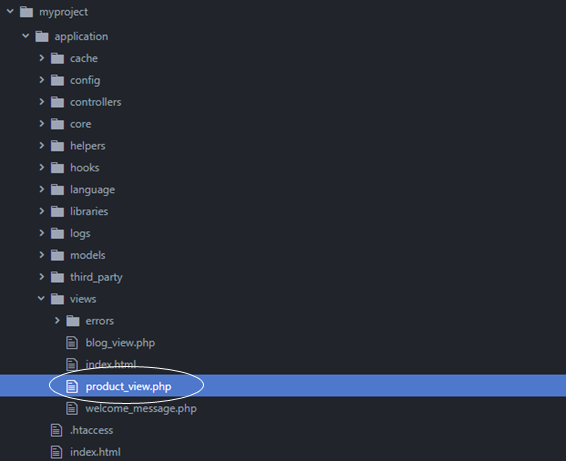 myproject
application
cache
config
controllers
core
helpers
hooks
language
libraries
logs
models
third_party
views
errors
blog_view.php
index.html
product_view.php
welcome_message.php
.htaccess
index.html